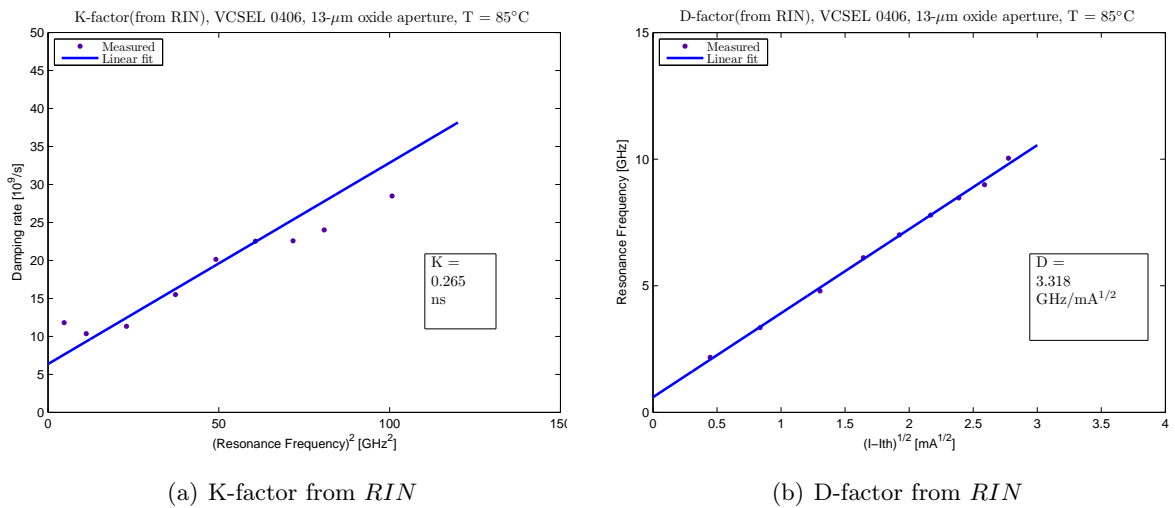 K-factor(from RIN), VCSEL 0406, 13-μm oxide aperture, T = 85°C
50
45
40
35
30
25
20
15
10
5
0
Damping rate [10⁹/s]
Measured
Linear fit
K =
0.265
ns
0 50 100 150
(Resonance Frequency)² [GHz²]
(a) K-factor from RIN
D-factor(from RIN), VCSEL 0406, 13-μm oxide aperture, T = 85°C
15
10
5
0
Resonance Frequency [GHz]
Measured
Linear fit
D =
3.318
GHz/mA^{1/2}
0 0.5 1 1.5 2 2.5 3 3.5 4
(I−Ith)^{1/2} [mA^{1/2}]
(b) D-factor from RIN